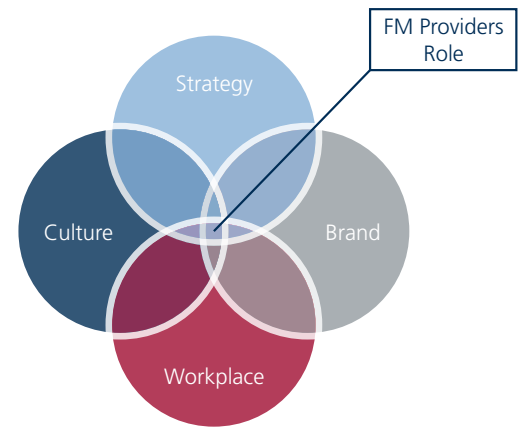 FM Providers
Role
Strategy
Culture
Brand
Workplace